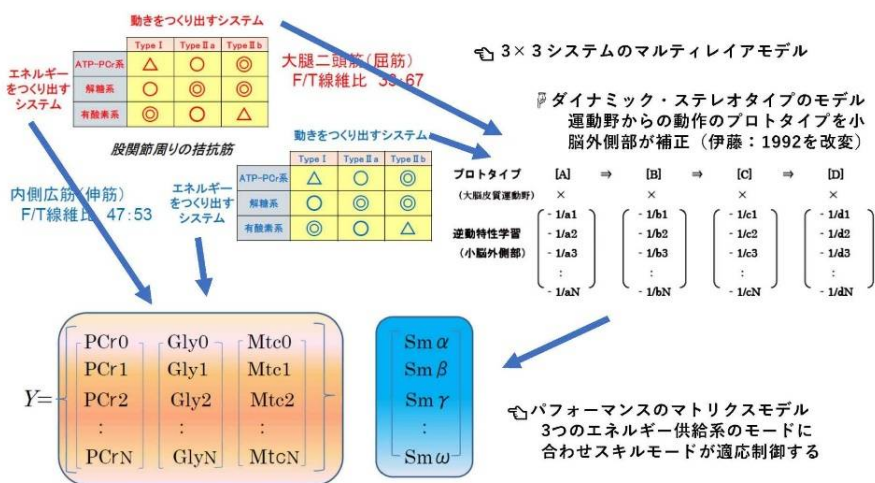 動きをつくり出すシステム
Type Ⅰ Type Ⅱa Type Ⅱb
ATP-PCr系 △ ○ ◎
解糖系 ○ ◎ ◎
有酸素系 ◎ ○ △
エネルギー
をつくり出す
システム
大腿二頭筋(屈筋)
F/T線維比 33:67
股関節周りの拮抗筋
動きをつくり出すシステム
Type Ⅰ Type Ⅱa Type Ⅱb
ATP-PCr系 △ ○ ◎
解糖系 ○ ◎ ◎
有酸素系 ◎ ○ △
内側広筋(伸筋)
F/T線維比 47:53
エネルギー
をつくり出す
システム
☜ 3×3システムのマルティレイアモデル
☟ダイナミック・ステレオタイプのモデル
運動野からの動作のプロトタイプを小
脳外側部が補正(伊藤:1992を改変)
プロトタイプ [A] ⇒ [B] ⇒ [C] ⇒ [D]
(大脳皮質運動野) × × × ×
- 1/a1 - 1/b1 - 1/c1 - 1/d1
逆動特性学習 - 1/a2 - 1/b2 - 1/c2 - 1/d2
(小脳外側部) - 1/a3 - 1/b3 - 1/c3 - 1/d3
: : : :
- 1/aN - 1/bN - 1/cN - 1/dN
PCr0 Gly0 Mtc0 Smα
PCr1 Gly1 Mtc1 Smβ
Y= PCr2 Gly2 Mtc2 Smγ
: : : :
PCrN GlyN MtcN Smω
☜パフォーマンスのマトリクスモデル
3つのエネルギー供給系のモードに
合わせスキルモードが適応制御する